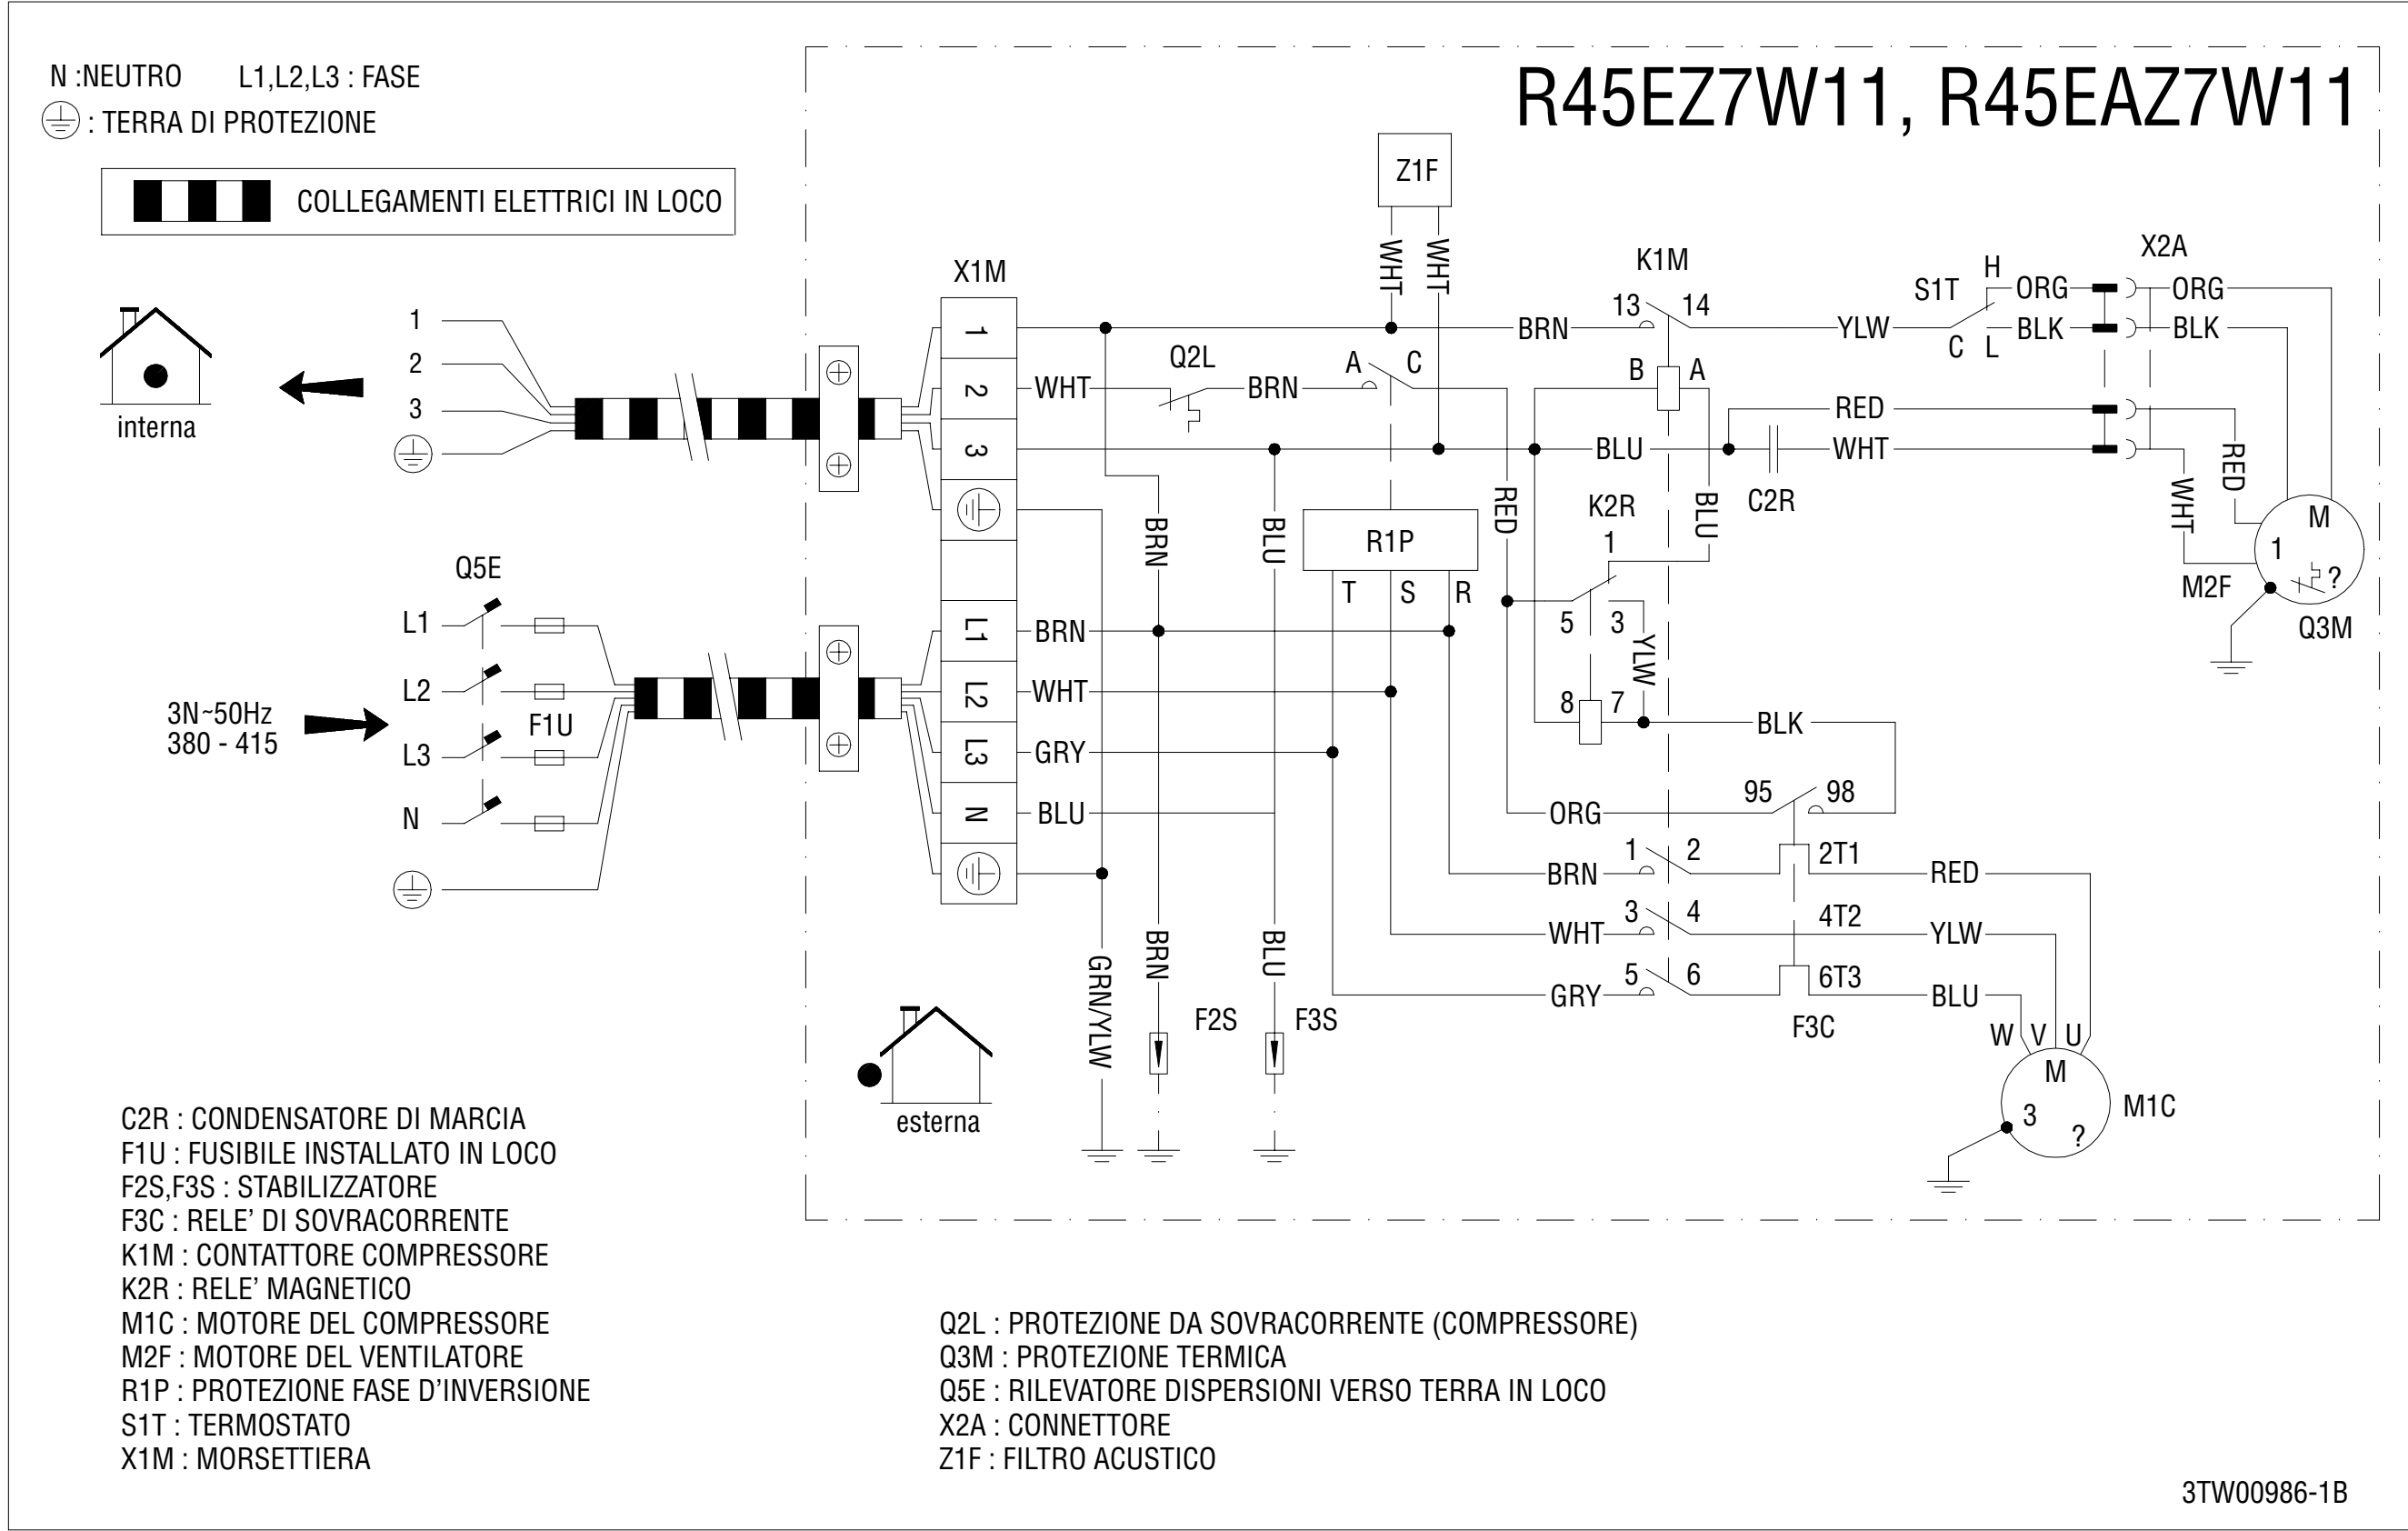 N :NEUTRO L1,L2,L3 : FASE
: TERRA DI PROTEZIONE
COLLEGAMENTI ELETTRICI IN LOCO
R45EZ7W11, R45EAZ7W11
interna
1
2
3
Q5E
L1
L2
L3
N
F1U
3N~50Hz
380 - 415
X1M
1
2
3
L1
L2
L3
N
Z1F
WHT
WHT
K1M
13 14
BRN
YLW
S1T
H
C L
ORG
BLK
X2A
ORG
BLK
WHT
Q2L
BRN
A C
B A
RED
BLU
WHT
C2R
RED
WHT
M
1
?
M2F
Q3M
BRN
BLU
R1P
T S R
RED
K2R
1
BLU
5 3
YLW
8 7
BLK
BRN
WHT
GRY
BLU
95 98
ORG
1 2
2T1
BRN
RED
3 4
4T2
WHT
YLW
5 6
6T3
GRY
BLU
F3C
W V U
M
3
?
M1C
GRN/YLW
BRN
BLU
F2S
F3S
esterna
C2R : CONDENSATORE DI MARCIA
F1U : FUSIBILE INSTALLATO IN LOCO
F2S,F3S : STABILIZZATORE
F3C : RELE’ DI SOVRACORRENTE
K1M : CONTATTORE COMPRESSORE
K2R : RELE’ MAGNETICO
M1C : MOTORE DEL COMPRESSORE
M2F : MOTORE DEL VENTILATORE
R1P : PROTEZIONE FASE D’INVERSIONE
S1T : TERMOSTATO
X1M : MORSETTIERA
Q2L : PROTEZIONE DA SOVRACORRENTE (COMPRESSORE)
Q3M : PROTEZIONE TERMICA
Q5E : RILEVATORE DISPERSIONI VERSO TERRA IN LOCO
X2A : CONNETTORE
Z1F : FILTRO ACUSTICO
3TW00986-1B